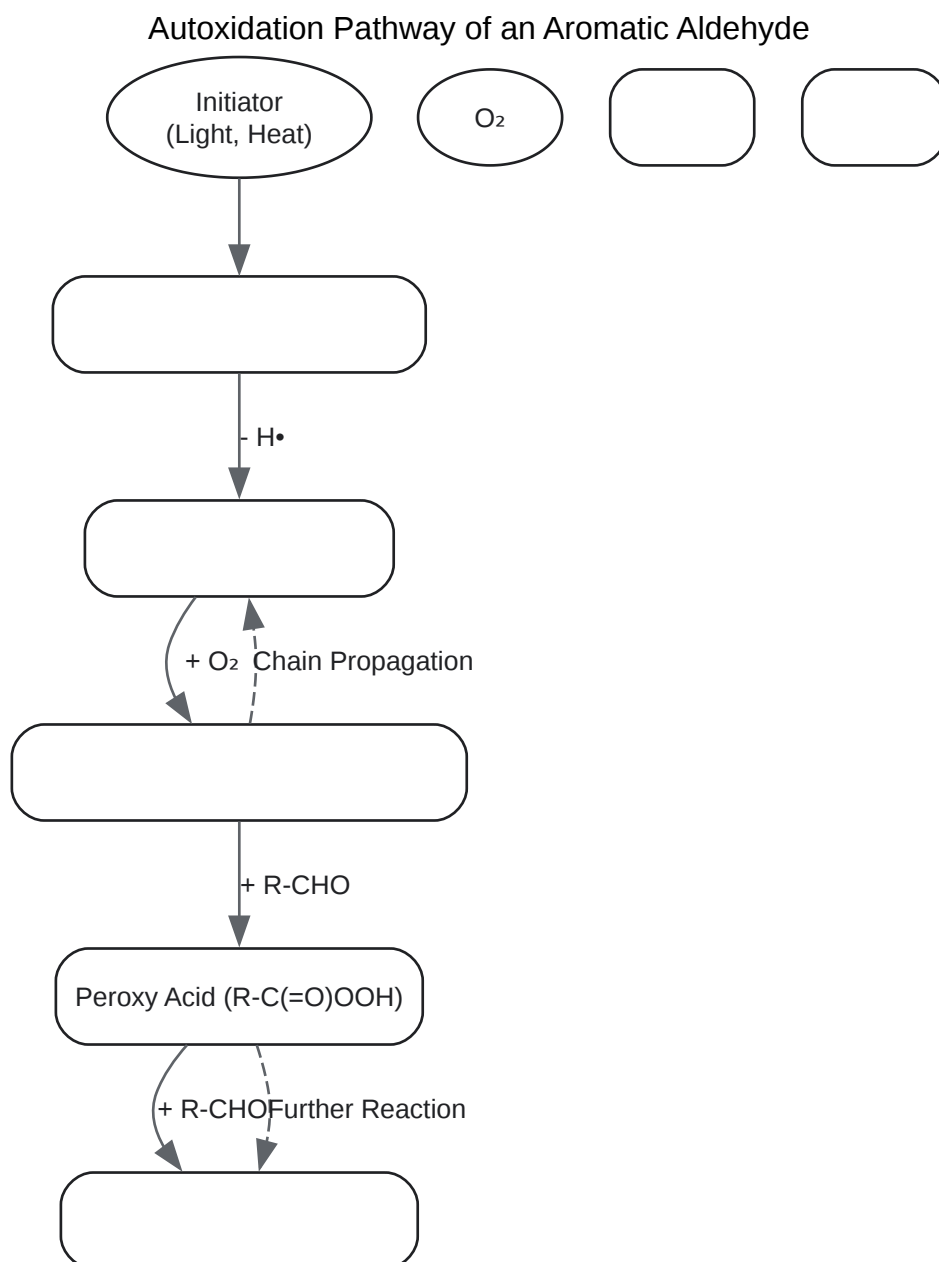 Autoxidation Pathway of an Aromatic Aldehyde
Initiator
(Light, Heat)
O₂
- H•
+ O₂
Chain Propagation
+ R-CHO
Peroxy Acid (R-C(=O)OOH)
+ R-CHO
Further Reaction